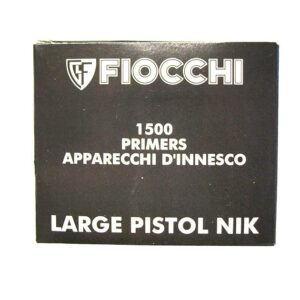 FIOCCHI
1500
PRIMERS
APPARECCHI D'INNESCO
LARGE PISTOL NIK